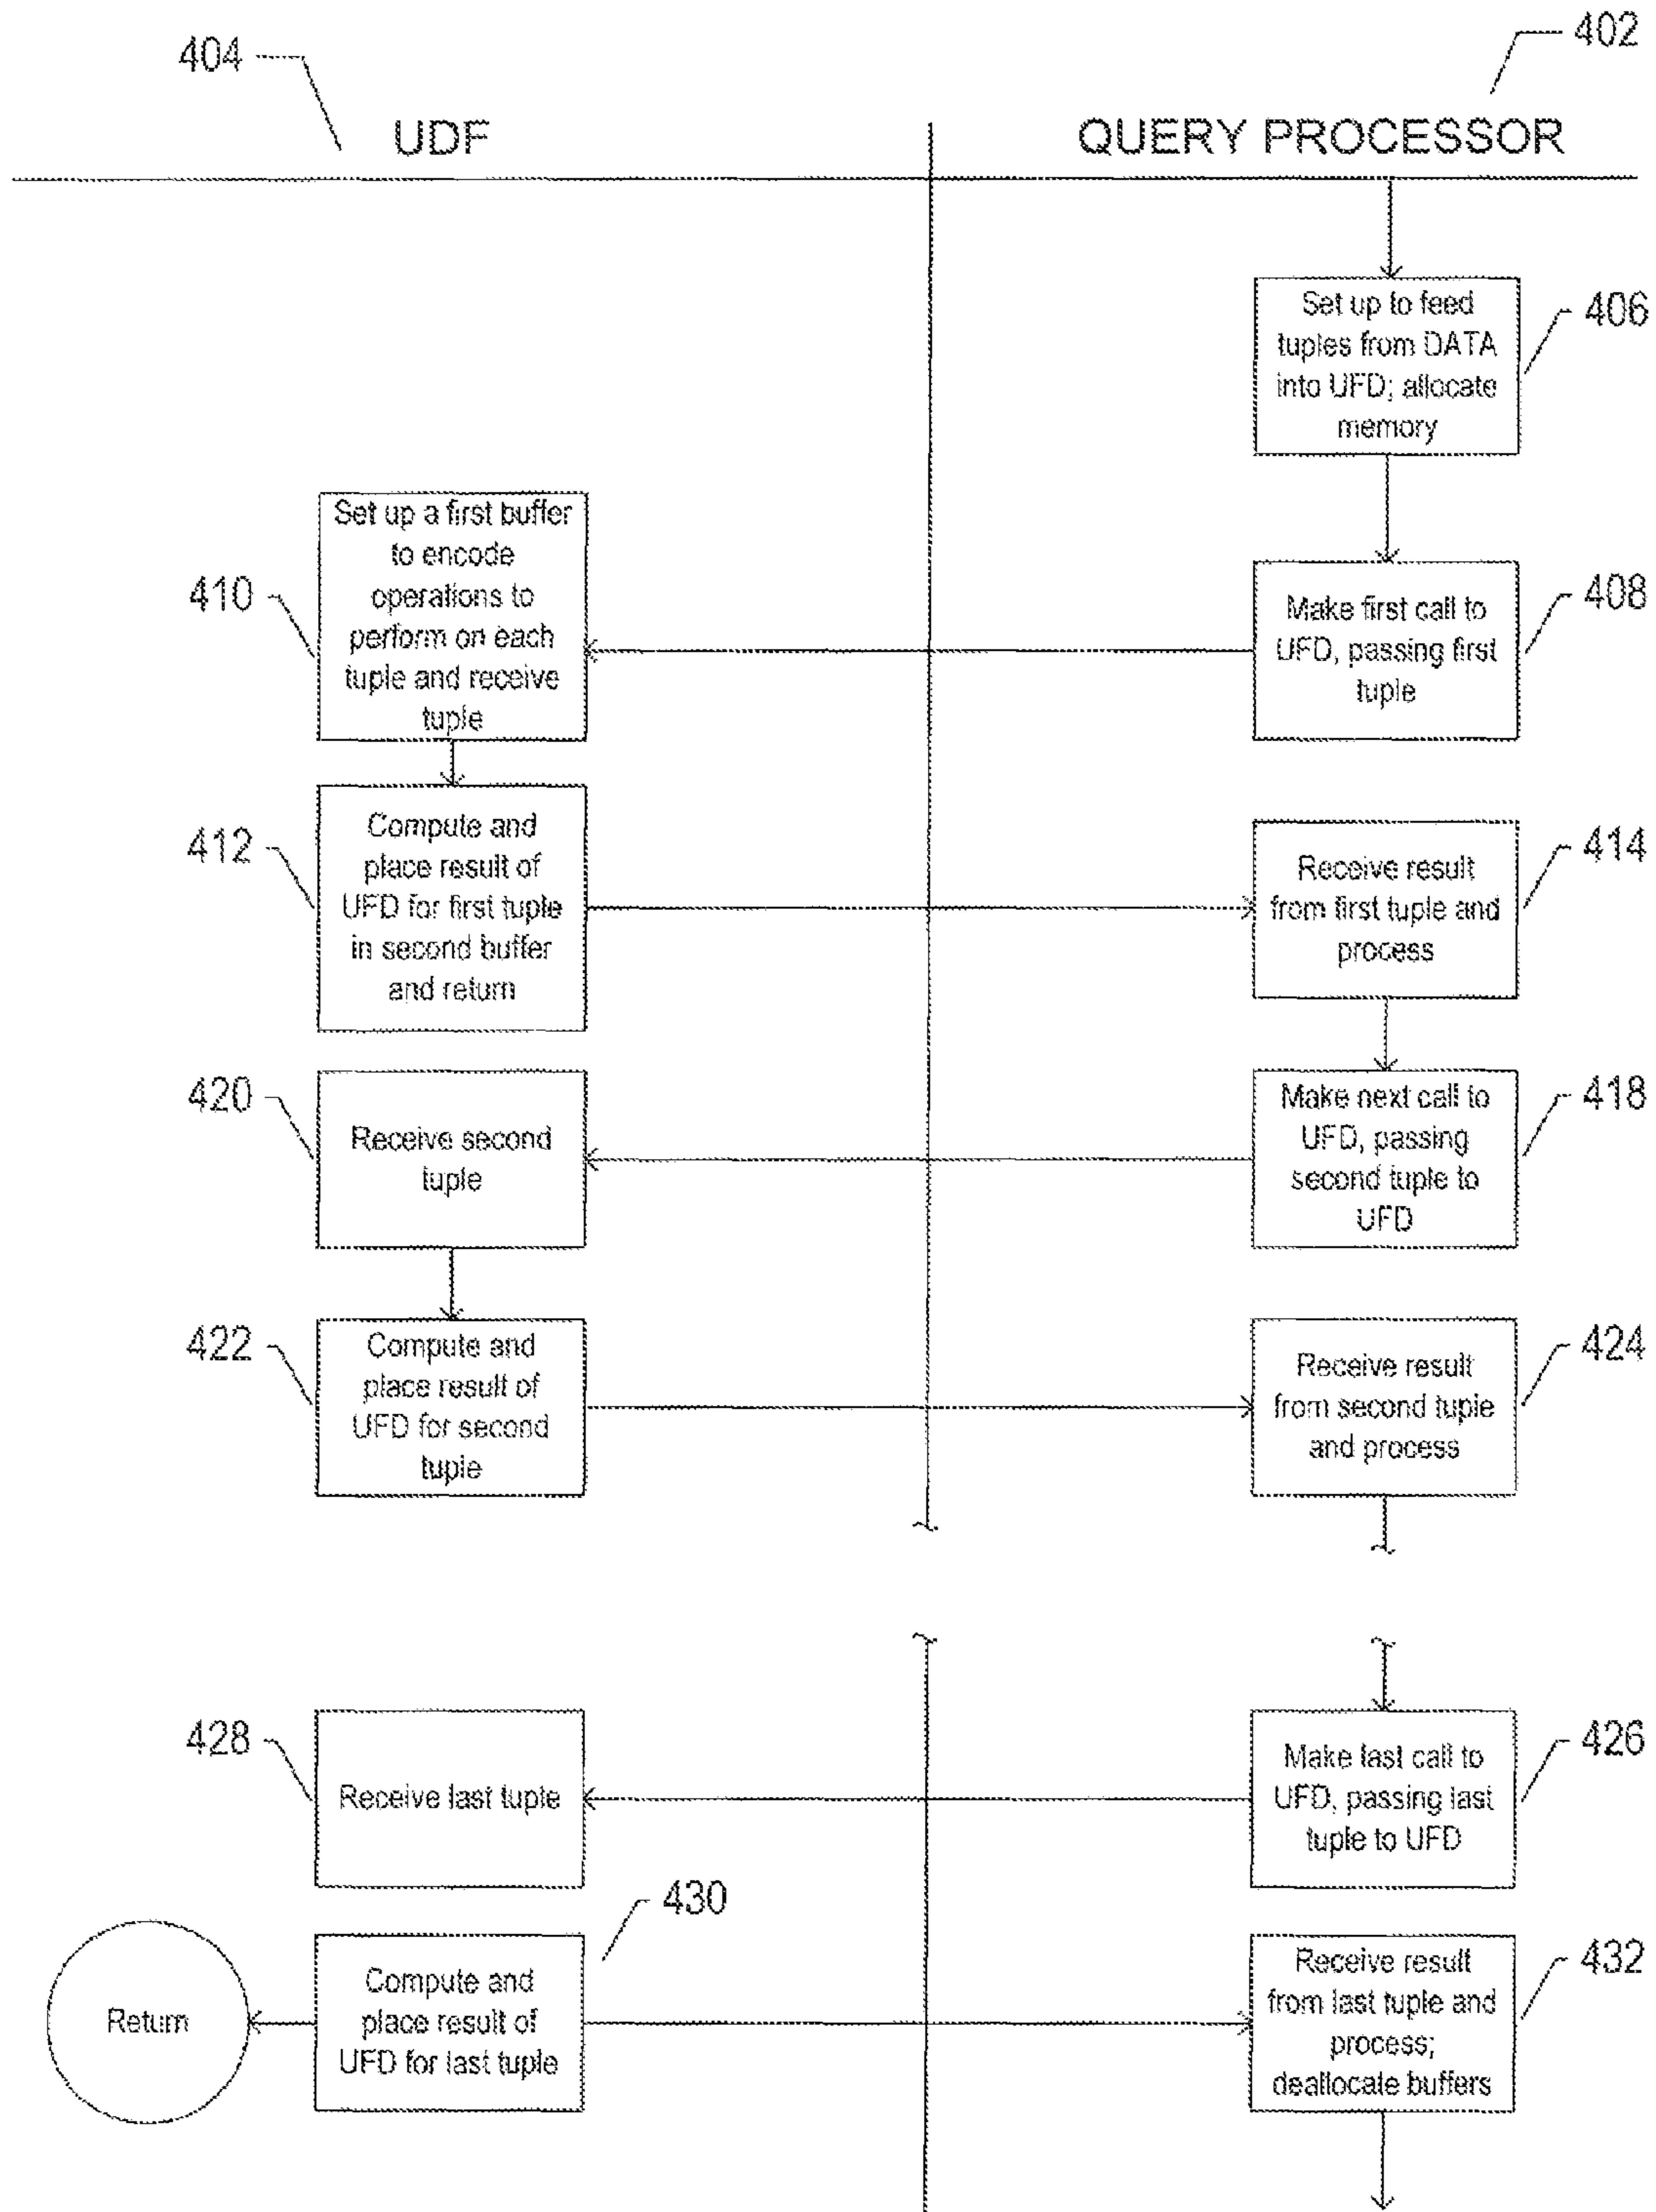 404
402
UDF
QUERY PROCESSOR
Set up to feed
tuples from DATA
into UFD; allocate
memory
406
Set up a first buffer
to encode
operations to
perform on each
tuple and receive
tuple
410
Make first call to
UFD, passing first
tuple
408
Compute and
place result of
UFD for first tuple
in second buffer
and return
412
Receive result
from first tuple and
process
414
Make next call to
UFD, passing
second tuple to
UFD
418
420
Receive second
tuple
422
Compute and
place result of
UFD for second
tuple
Receive result
from second tuple
and process
424
Make last call to
UFD, passing last
tuple to UFD
426
428
Receive last tuple
430
Compute and
place result of
UFD for last tuple
Return
Receive result
from last tuple and
process;
deallocate buffers
432